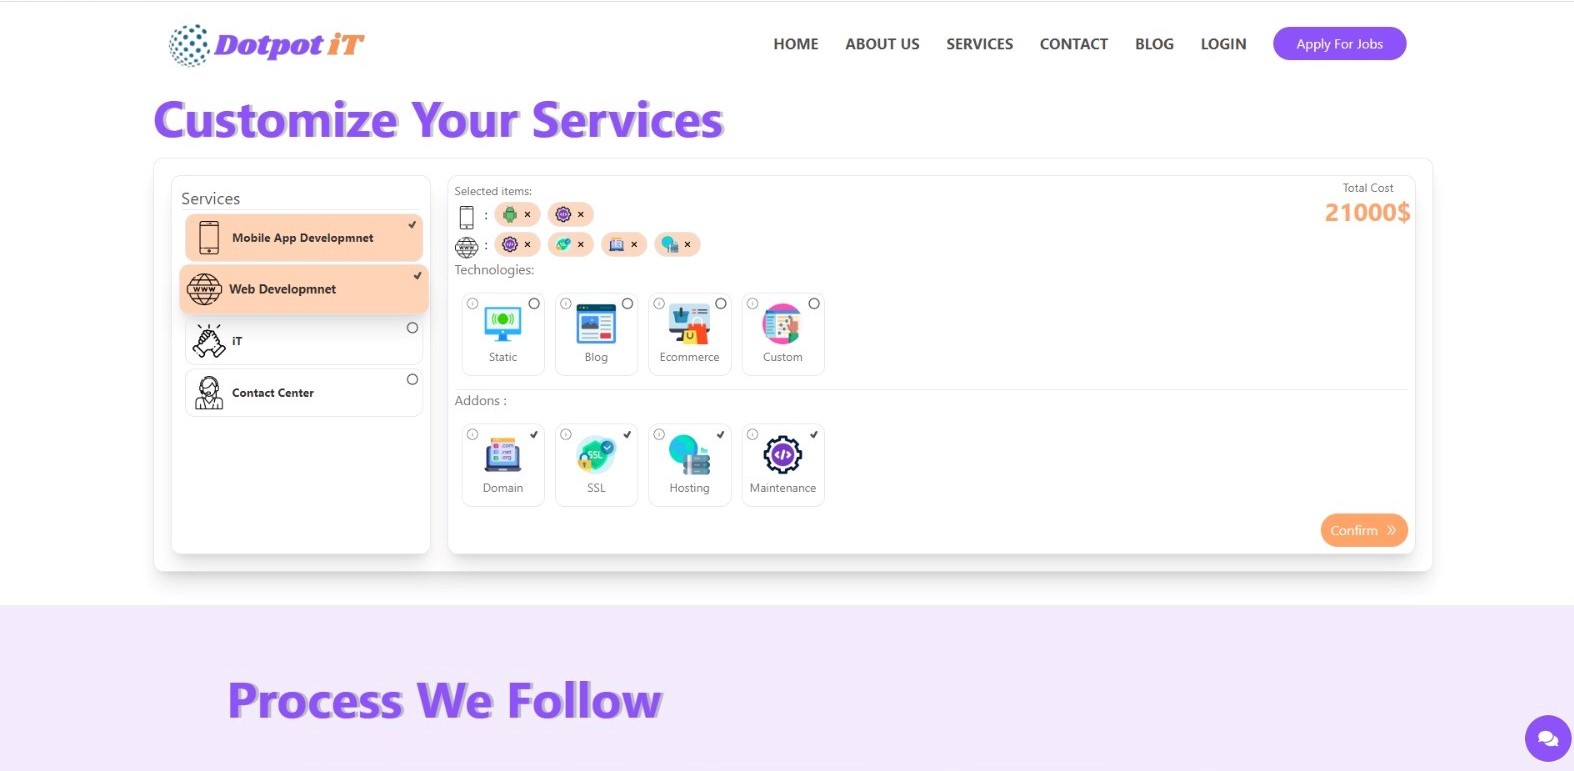 Dotpot iT
HOME ABOUT US SERVICES CONTACT BLOG LOGIN Apply For Jobs
Customize Your Services
Services
Mobile App Developmnet
www
Web Developmnet
iT
Contact Center
Selected items:
Total Cost
21000$
:
www :
Technologies:
Static Blog Ecommerce Custom
Addons :
.com
.net
.org
SSL
Domain SSL Hosting Maintenance
Confirm »
Process We Follow